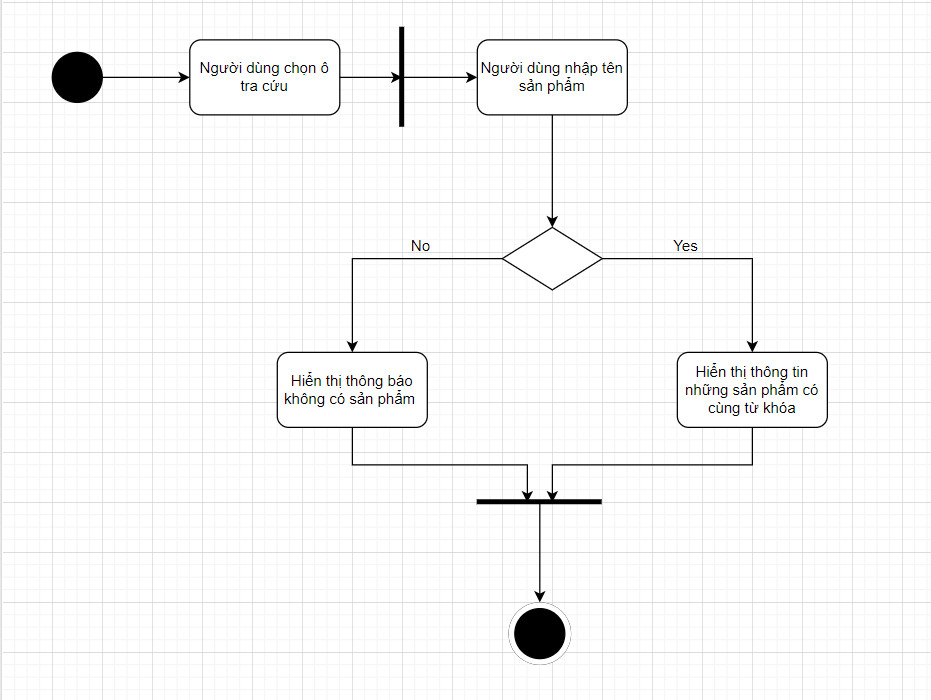 Người dùng chọn ô
tra cứu
Người dùng nhập tên
sản phẩm
No
Yes
Hiển thị thông báo
không có sản phẩm
Hiển thị thông tin
những sản phẩm có
cùng từ khóa